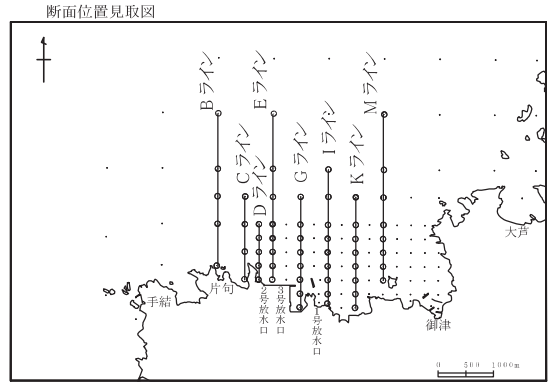 断面位置見取図
Bライン
Cライン
Dライン
Eライン
Gライン
Iライン
Kライン
Mライン
大芦
片句
手結
2号放水口
3号放水口
1号放水口
御津
0 500 1000m